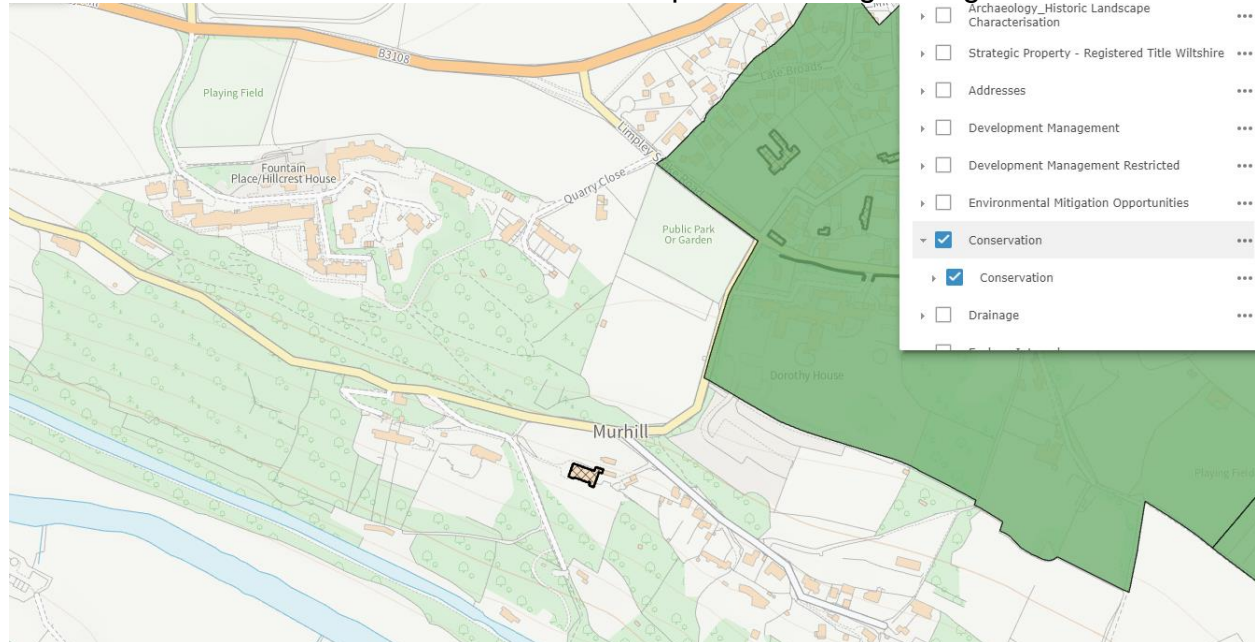 Archaeology_Historic Landscape
Characterisation
Strategic Property - Registered Title Wiltshire
Addresses
Development Management
Development Management Restricted
Environmental Mitigation Opportunities
Conservation
Conservation
Drainage
B3108
Playing Field
Late Broads
Limpley S
Fountain
Place/Hillcrest House
Quarry Close
Public Park
Or Garden
Dorothy House
Murhill
Playing Field